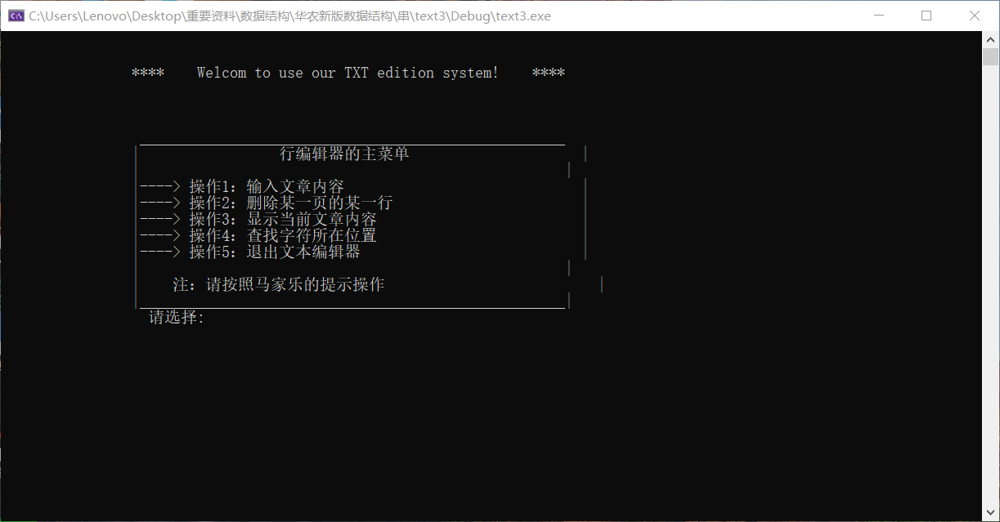 C:\Users\Lenovo\Desktop\重要资料\数据结构\华农新版数据结构\串\text3\Debug\text3.exe
**** Welcom to use our TXT edition system! ****
行编辑器的主菜单
----> 操作1: 输入文章内容
----> 操作2: 删除某一页的某一行
----> 操作3: 显示当前文章内容
----> 操作4: 查找字符所在位置
----> 操作5: 退出文本编辑器
注: 请按照马家乐的提示操作
请选择: